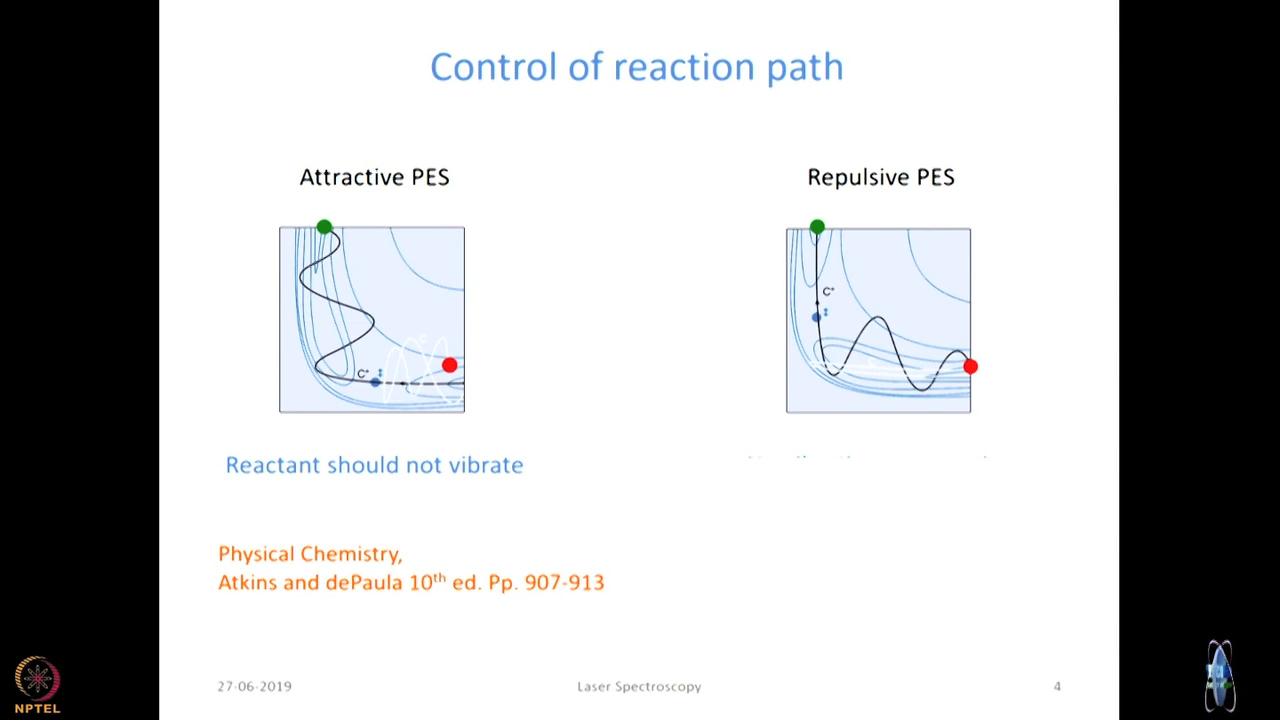 Control of reaction path
Attractive PES
Repulsive PES
C*
‡
C*
‡
Reactant should not vibrate
Physical Chemistry,
Atkins and dePaula 10th ed. Pp. 907-913
27-06-2019
Laser Spectroscopy
4
NPTEL